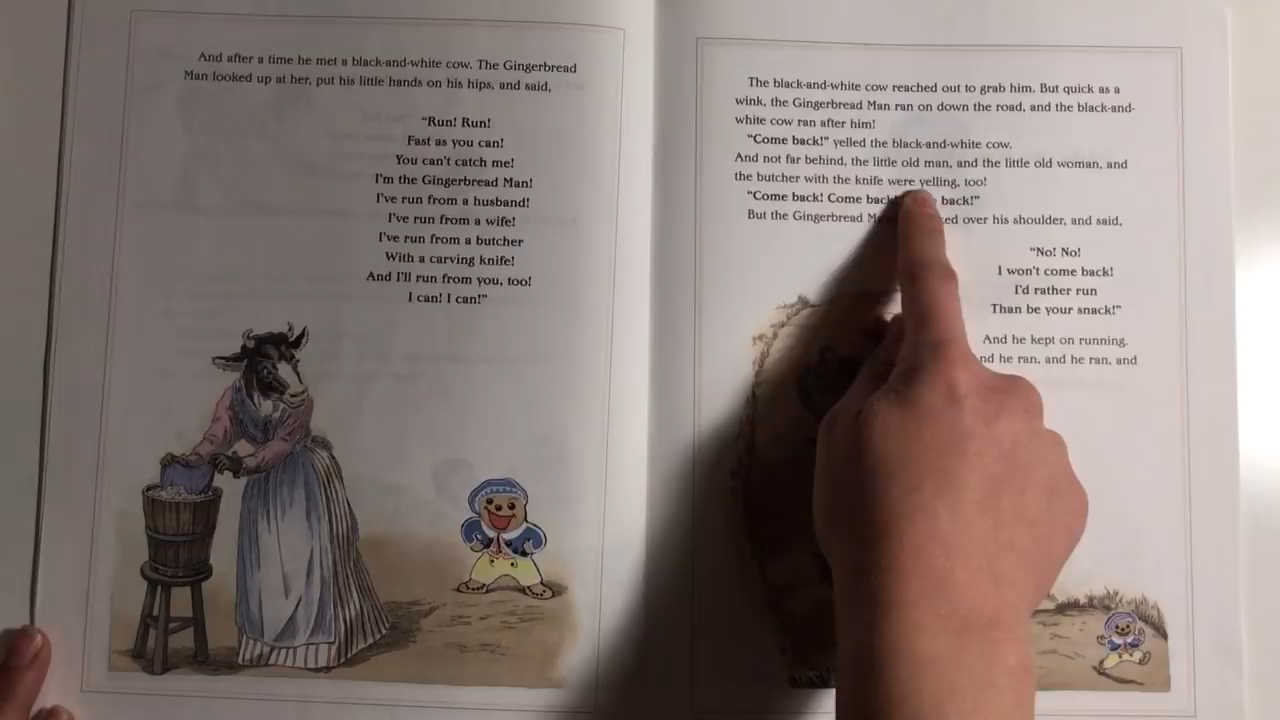 And after a time he met a black-and-white cow. The Gingerbread
Man looked up at her, put his little hands on his hips, and said,
“Run! Run!
Fast as you can!
You can't catch me!
I'm the Gingerbread Man!
I've run from a husband!
I've run from a wife!
I've run from a butcher
With a carving knife!
And I'll run from you, too!
I can! I can!”
The black-and-white cow reached out to grab him. But quick as a
wink, the Gingerbread Man ran on down the road, and the black-and-
white cow ran after him!
“Come back!” yelled the black-and-white cow.
And not far behind, the little old man, and the little old woman, and
the butcher with the knife were yelling, too!
“Come back! Come back back!”
But the Gingerbread over his shoulder, and said,
“No! No!
I won't come back!
I'd rather run
Than be your snack!”
And he kept on running.
he ran, and he ran, and